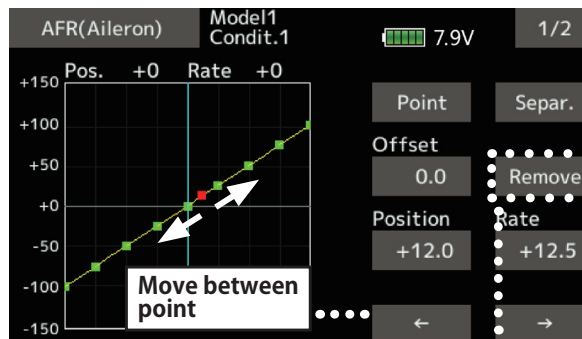 AFR(Aileron)
Model1
Condit.1
7.9V
1/2
Pos. +0 Rate +0
+150
+100
+50
+0
-50
-100
-150
Point
Separ.
Offset
0.0
Remove
Position
Rate
+12.0
+12.5
Move between
point
←
→